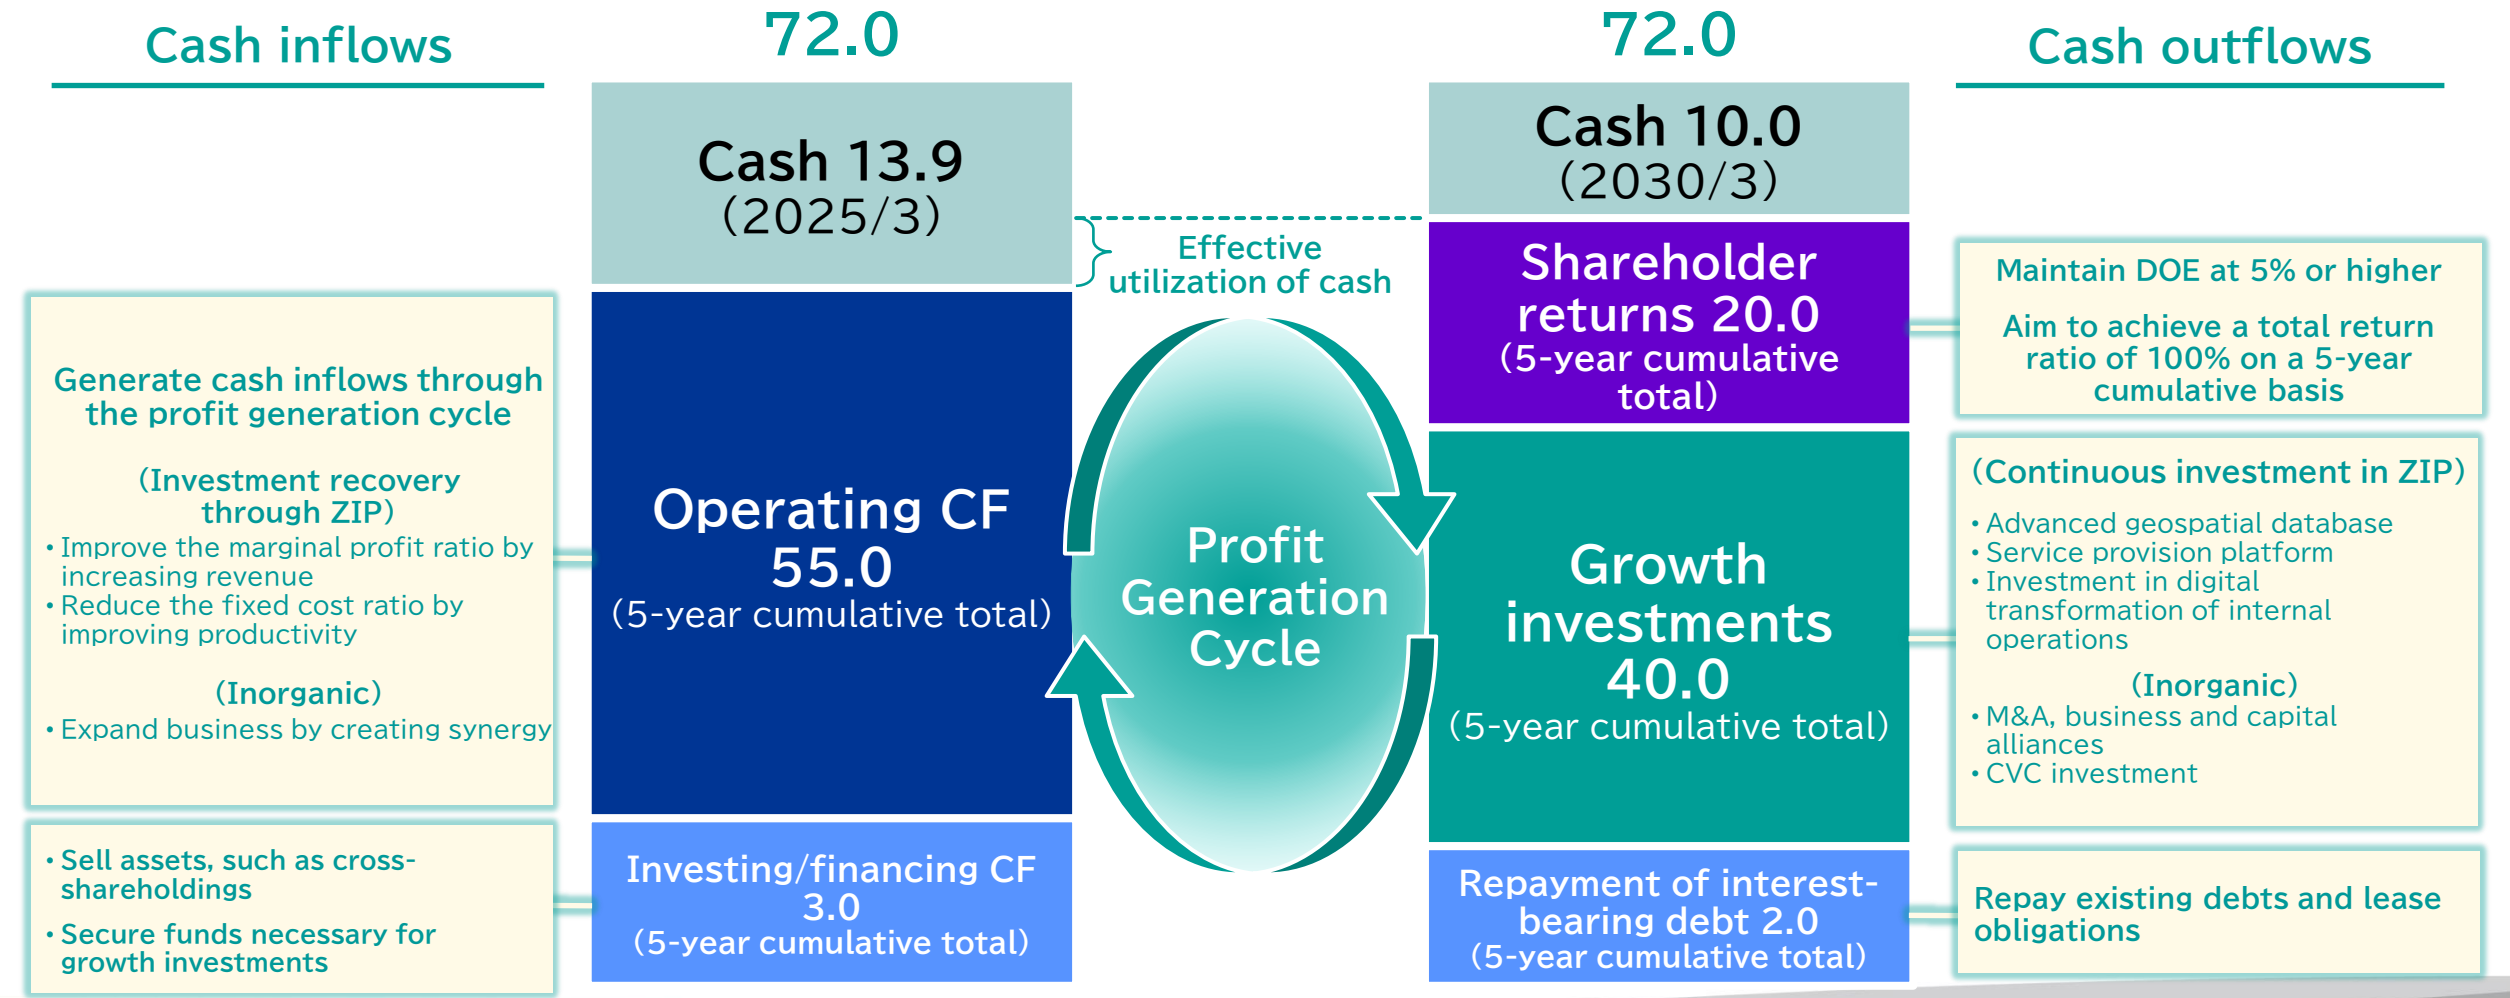 Cash inflows
72.0
72.0
Cash outflows
Cash 13.9
(2025/3)
Operating CF
55.0
(5-year cumulative total)
Investing/financing CF
3.0
(5-year cumulative total)
Generate cash inflows through
the profit generation cycle
(Investment recovery
through ZIP)
• Improve the marginal profit ratio by
increasing revenue
• Reduce the fixed cost ratio by
improving productivity
(Inorganic)
• Expand business by creating synergy
• Sell assets, such as cross-
shareholdings
• Secure funds necessary for
growth investments
Effective
utilization of cash
Profit
Generation
Cycle
Cash 10.0
(2030/3)
Shareholder
returns 20.0
(5-year cumulative
total)
Growth
investments
40.0
(5-year cumulative total)
Repayment of interest-
bearing debt 2.0
(5-year cumulative total)
Maintain DOE at 5% or higher
Aim to achieve a total return
ratio of 100% on a 5-year
cumulative basis
(Continuous investment in ZIP)
• Advanced geospatial database
• Service provision platform
• Investment in digital
transformation of internal
operations
(Inorganic)
• M&A, business and capital
alliances
• CVC investment
Repay existing debts and lease
obligations